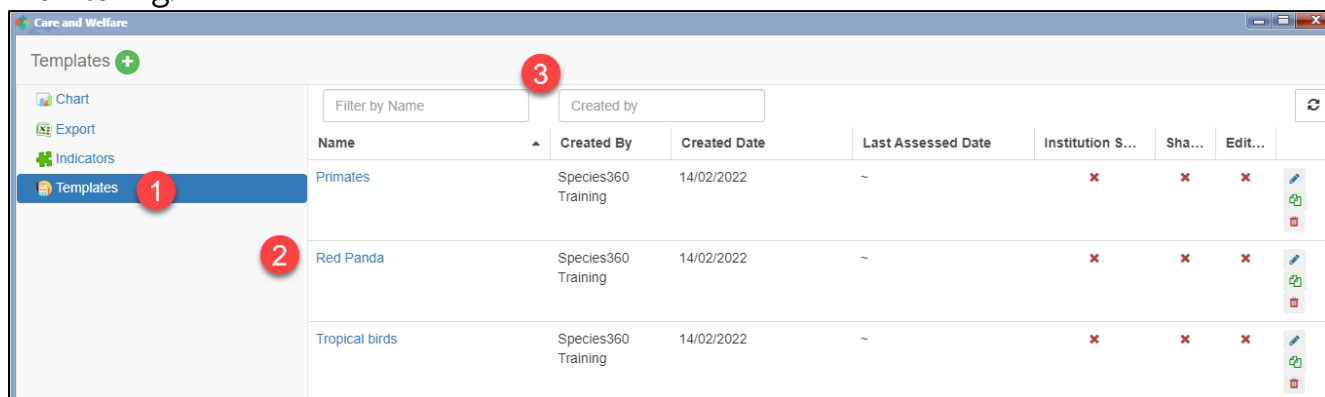 Care and Welfare
Templates
3
Chart
Filter by Name Created by
Export
Name Created By Created Date Last Assessed Date Institution S... Sha... Edit...
Indicators
Templates 1
Primates Species360 14/02/2022 ~
Training
2 Red Panda Species360 14/02/2022 ~
Training
Tropical birds Species360 14/02/2022 ~
Training